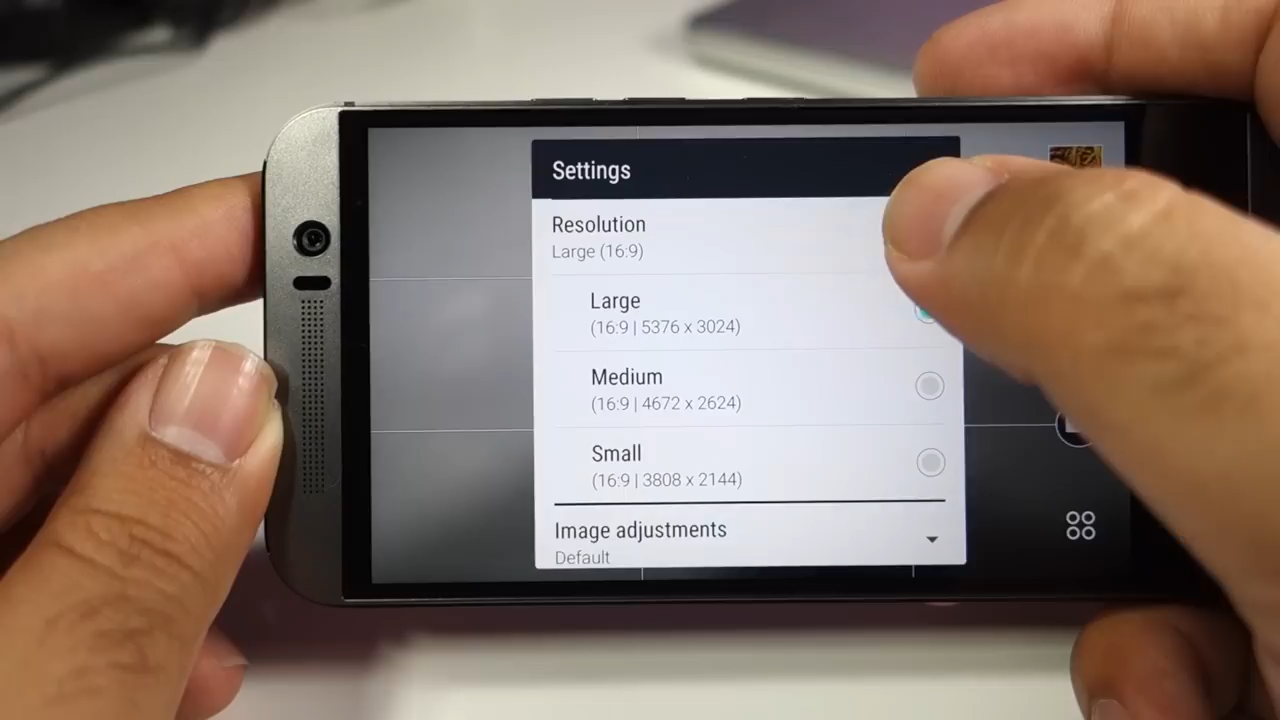 Settings
Resolution
Large (16:9)
Large
(16:9 | 5376 x 3024)
Medium
(16:9 | 4672 x 2624)
Small
(16:9 | 3808 x 2144)
Image adjustments
Default